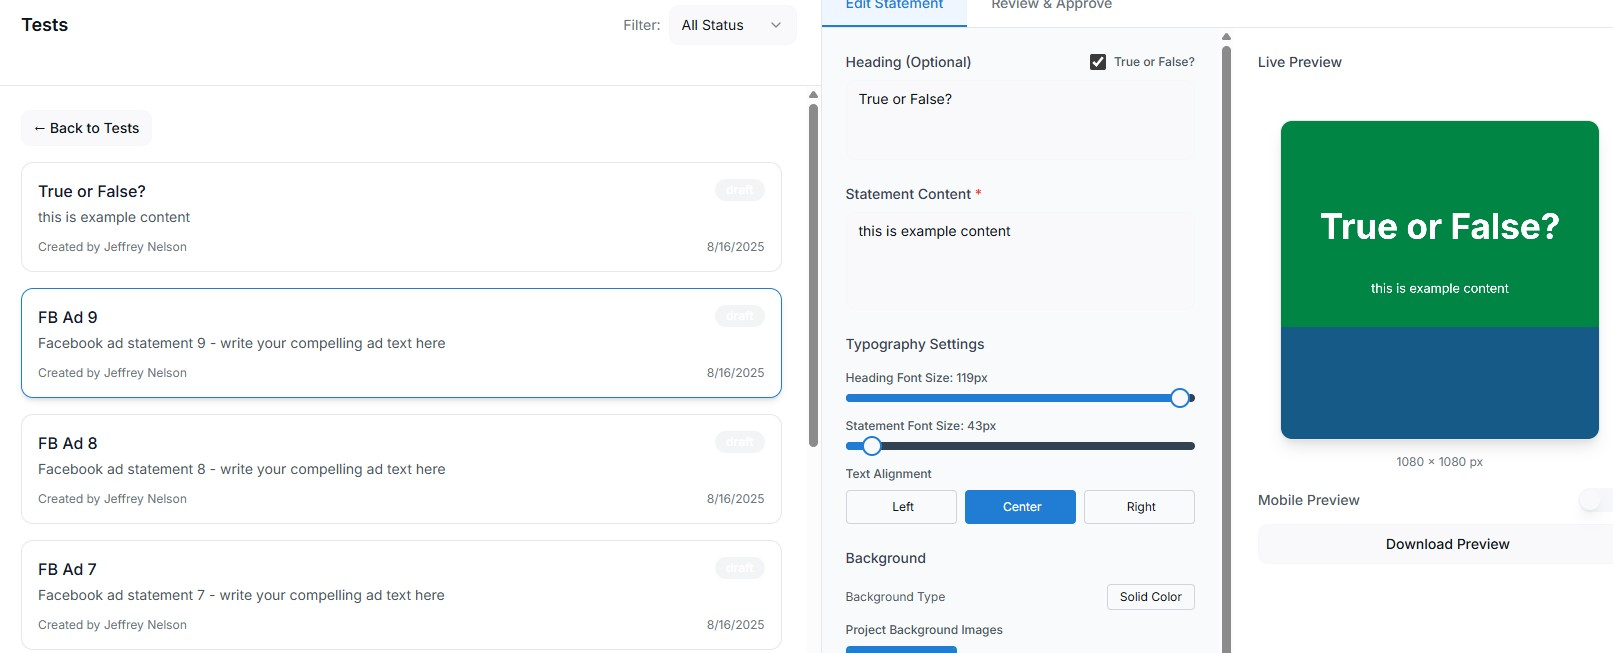 Tests
Filter: All Status
← Back to Tests
True or False?
draft
this is example content
Created by Jeffrey Nelson
8/16/2025
FB Ad 9
draft
Facebook ad statement 9 - write your compelling ad text here
Created by Jeffrey Nelson
8/16/2025
FB Ad 8
draft
Facebook ad statement 8 - write your compelling ad text here
Created by Jeffrey Nelson
8/16/2025
FB Ad 7
draft
Facebook ad statement 7 - write your compelling ad text here
Created by Jeffrey Nelson
8/16/2025
Edit Statement
Review & Approve
Heading (Optional)
True or False?
True or False?
Statement Content *
this is example content
Typography Settings
Heading Font Size: 119px
Statement Font Size: 43px
Text Alignment
Left
Center
Right
Background
Background Type
Solid Color
Project Background Images
Live Preview
True or False?
this is example content
1080 × 1080 px
Mobile Preview
Download Preview